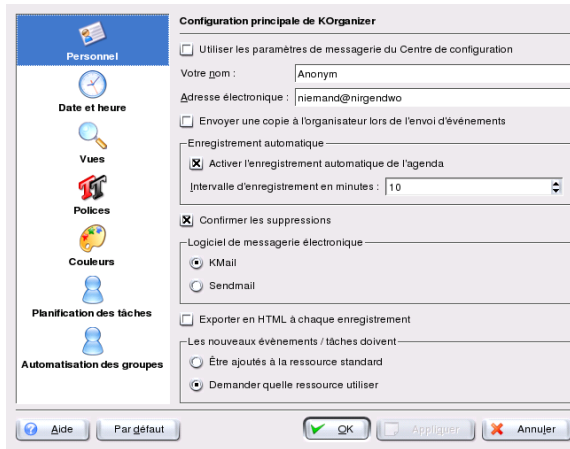 Personnel
Date et heure
Vues
Polices
Couleurs
Planification des tâches
Automatisation des groupes
Configuration principale de KOrganizer
Utiliser les paramètres de messagerie du Centre de configuration
Votre nom : Anonym
Adresse électronique : niemand@nirgendwo
Envoyer une copie à l'organisateur lors de l'envoi d'événements
Enregistrement automatique
Activer l'enregistrement automatique de l'agenda
Intervalle d'enregistrement en minutes : 10
Confirmer les suppressions
Logiciel de messagerie électronique
KMail
Sendmail
Exporter en HTML à chaque enregistrement
Les nouveaux évènements / tâches doivent
Être ajoutés à la ressource standard
Demander quelle ressource utiliser
Aide Par défaut OK Appliquer Annuler